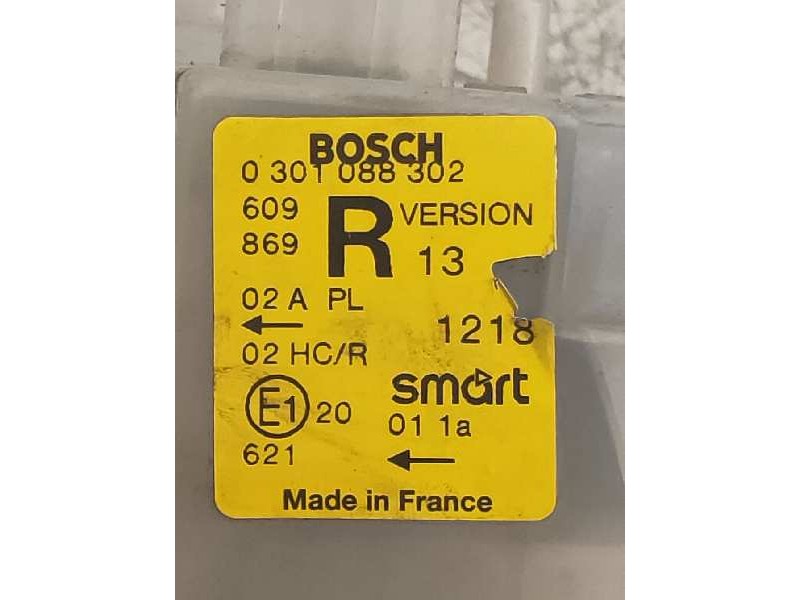 BOSCH
0 301 088 302
609
869
R
VERSION
13
02 A PL
1218
02 HC/R
smart
E1 20
01 1a
621
Made in France